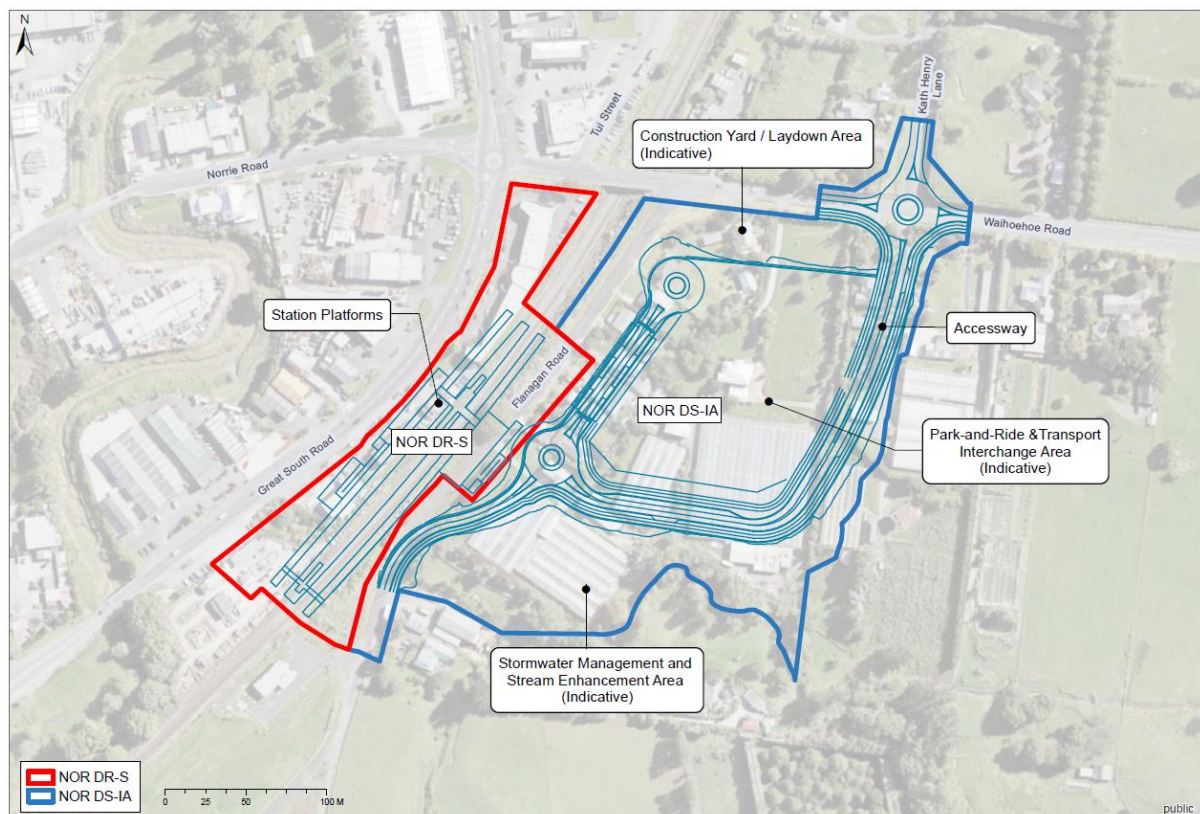 N
Kath Henry
Lane
Tui Street
Construction Yard / Laydown Area
(Indicative)
Norrie Road
Waihoehoe Road
Station Platforms
Accessway
Flanagan Road
NOR DS-IA
NOR DR-S
Park-and-Ride &Transport
Interchange Area
(Indicative)
Great South Road
Stormwater Management and
Stream Enhancement Area
(Indicative)
NOR DR-S
NOR DS-IA
0 25 50 100 M
public